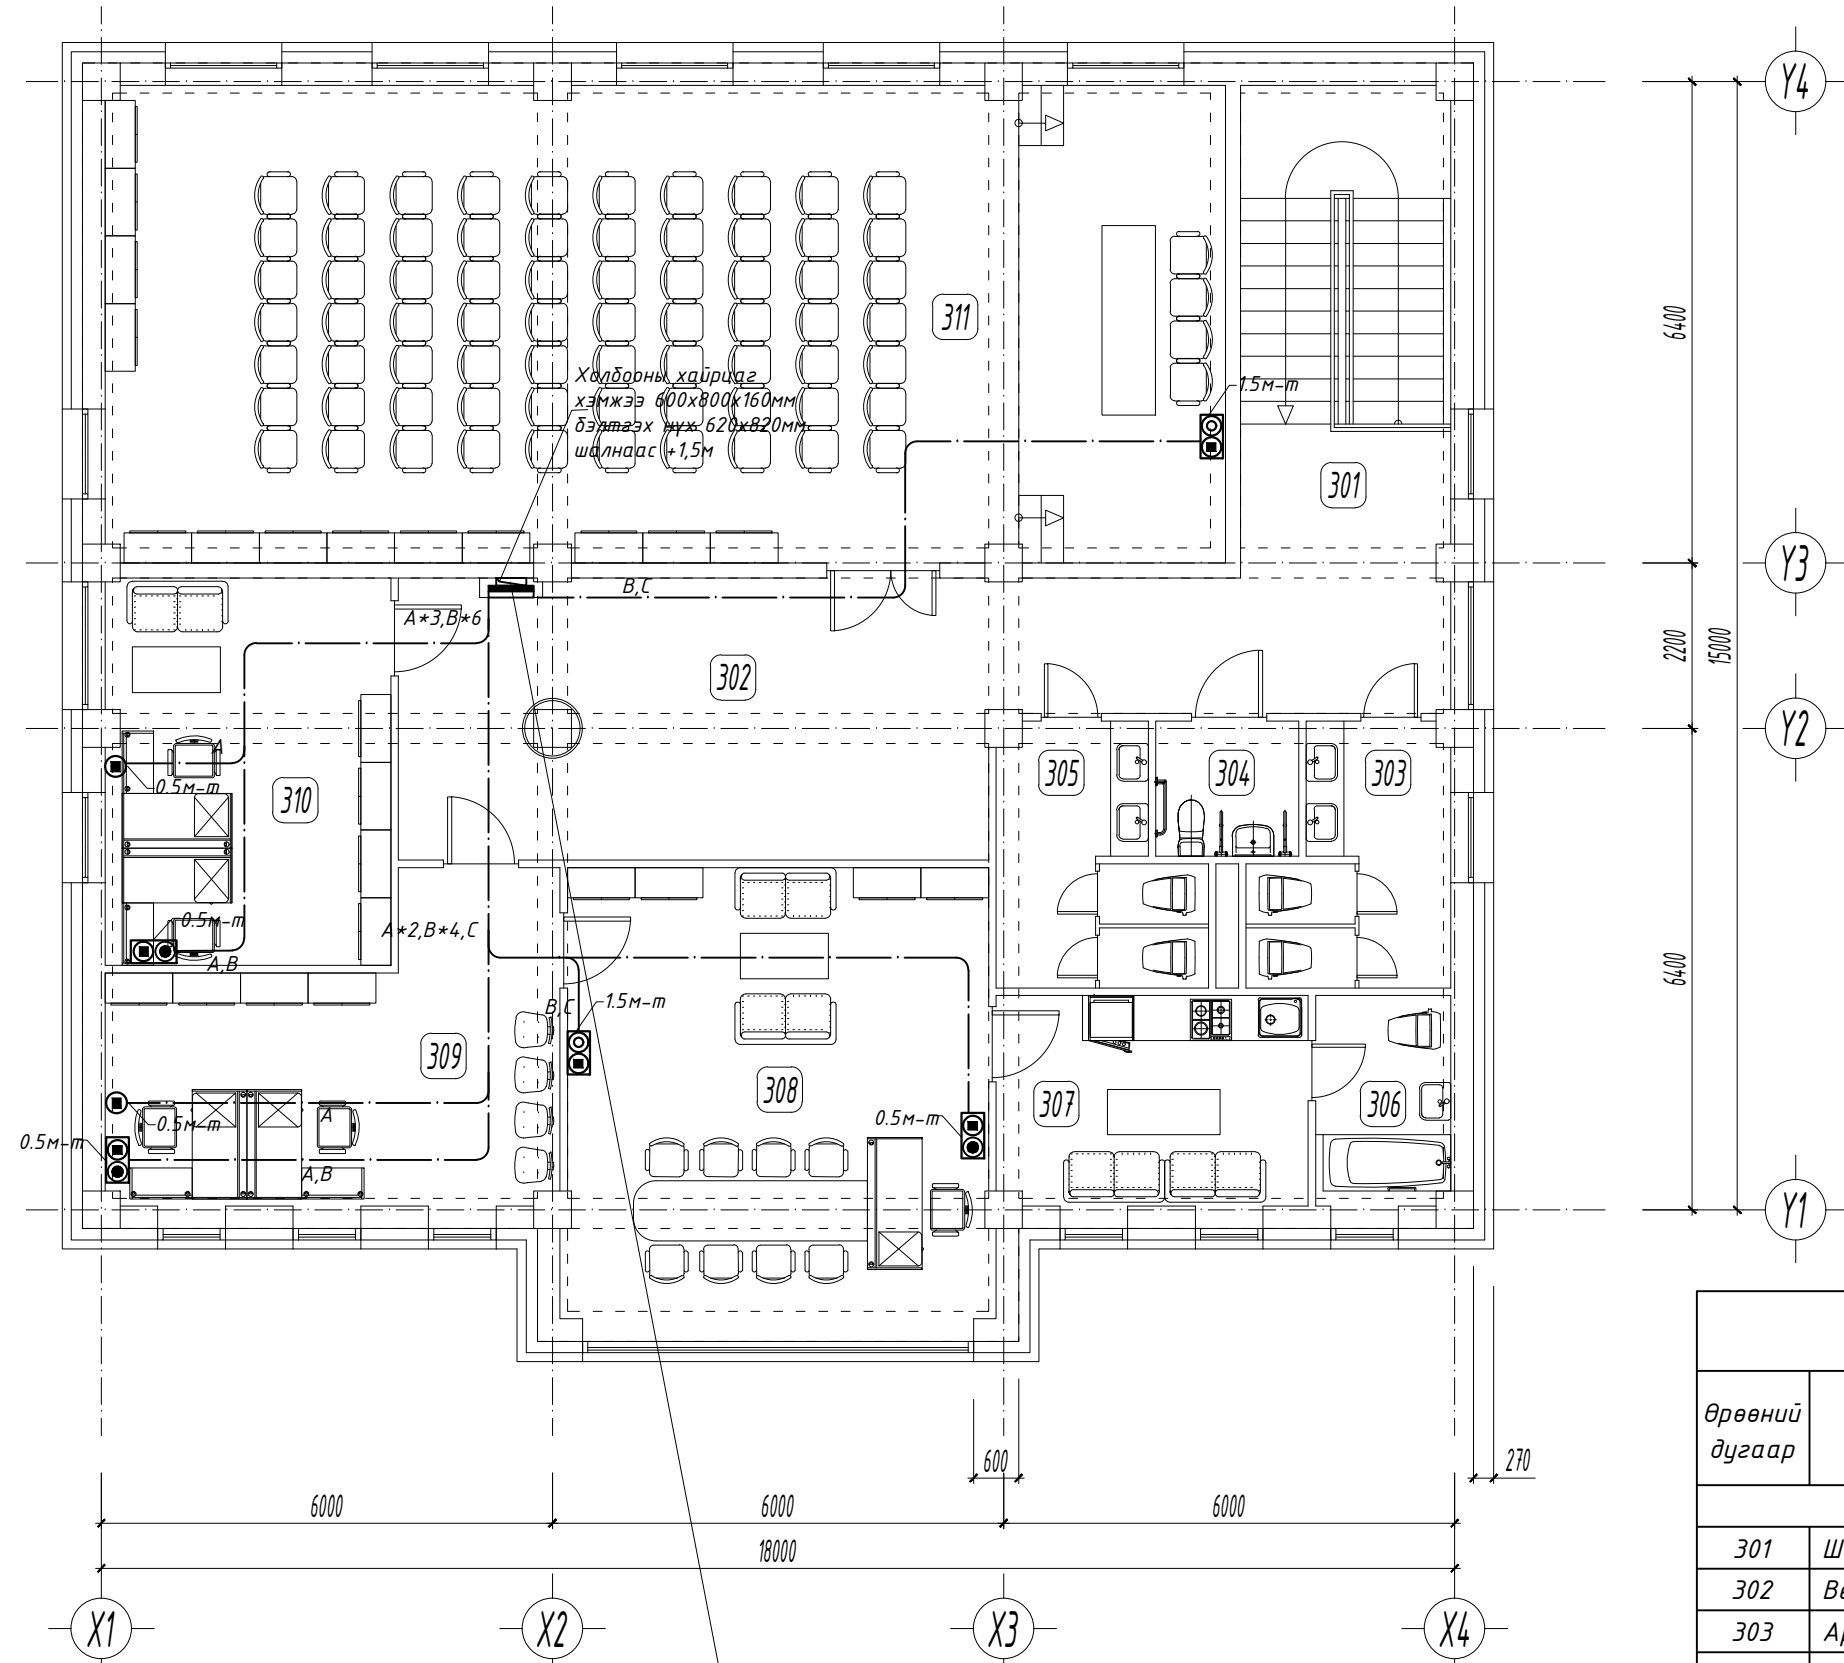 Y4
6400
311
Холбооны хайрцаг
хэмжээ 600х800х160мм
бэлтгэх нүх 620х820мм
шалнаас +1,5м
1.5м-т
301
Y3
B,C
A*3,B*6
302
2200
15000
Y2
A
0.5м-т
310
305
304
303
0.5м-т
A,B
A*2,B*4,C
6400
B,C
1.5м-т
309
308
307
306
0.5м-т
A
0.5м-т
0.5м-т
A,B
Y1
600
270
Өрөөний
дугаар
6000
6000
6000
18000
301
302
303
X1
X2
X3
X4